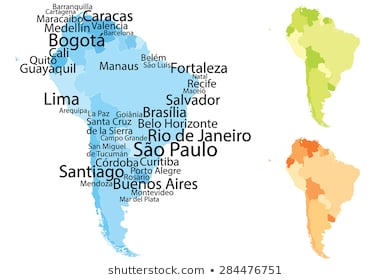 Barranquilla
Cartagena
Maracaibo
Caracas
Medellín
Valencia
Barcelona
Bogotá
Cali
Quito
Guayaquil
Manaus
Belém
São Luís
Fortaleza
Natal
Recife
Maceió
Lima
Salvador
Arequipa
La Paz
Goiânia
Brasília
Santa Cruz
de la Sierra
Belo Horizonte
Campo Grande
Rio de Janeiro
San Miguel
de Tucumán
São Paulo
Córdoba
Curitiba
Santiago
Porto Alegre
Rosario
Mendoza
Buenos Aires
Montevideo
Mar del Plata
shutterstock.com • 284476751